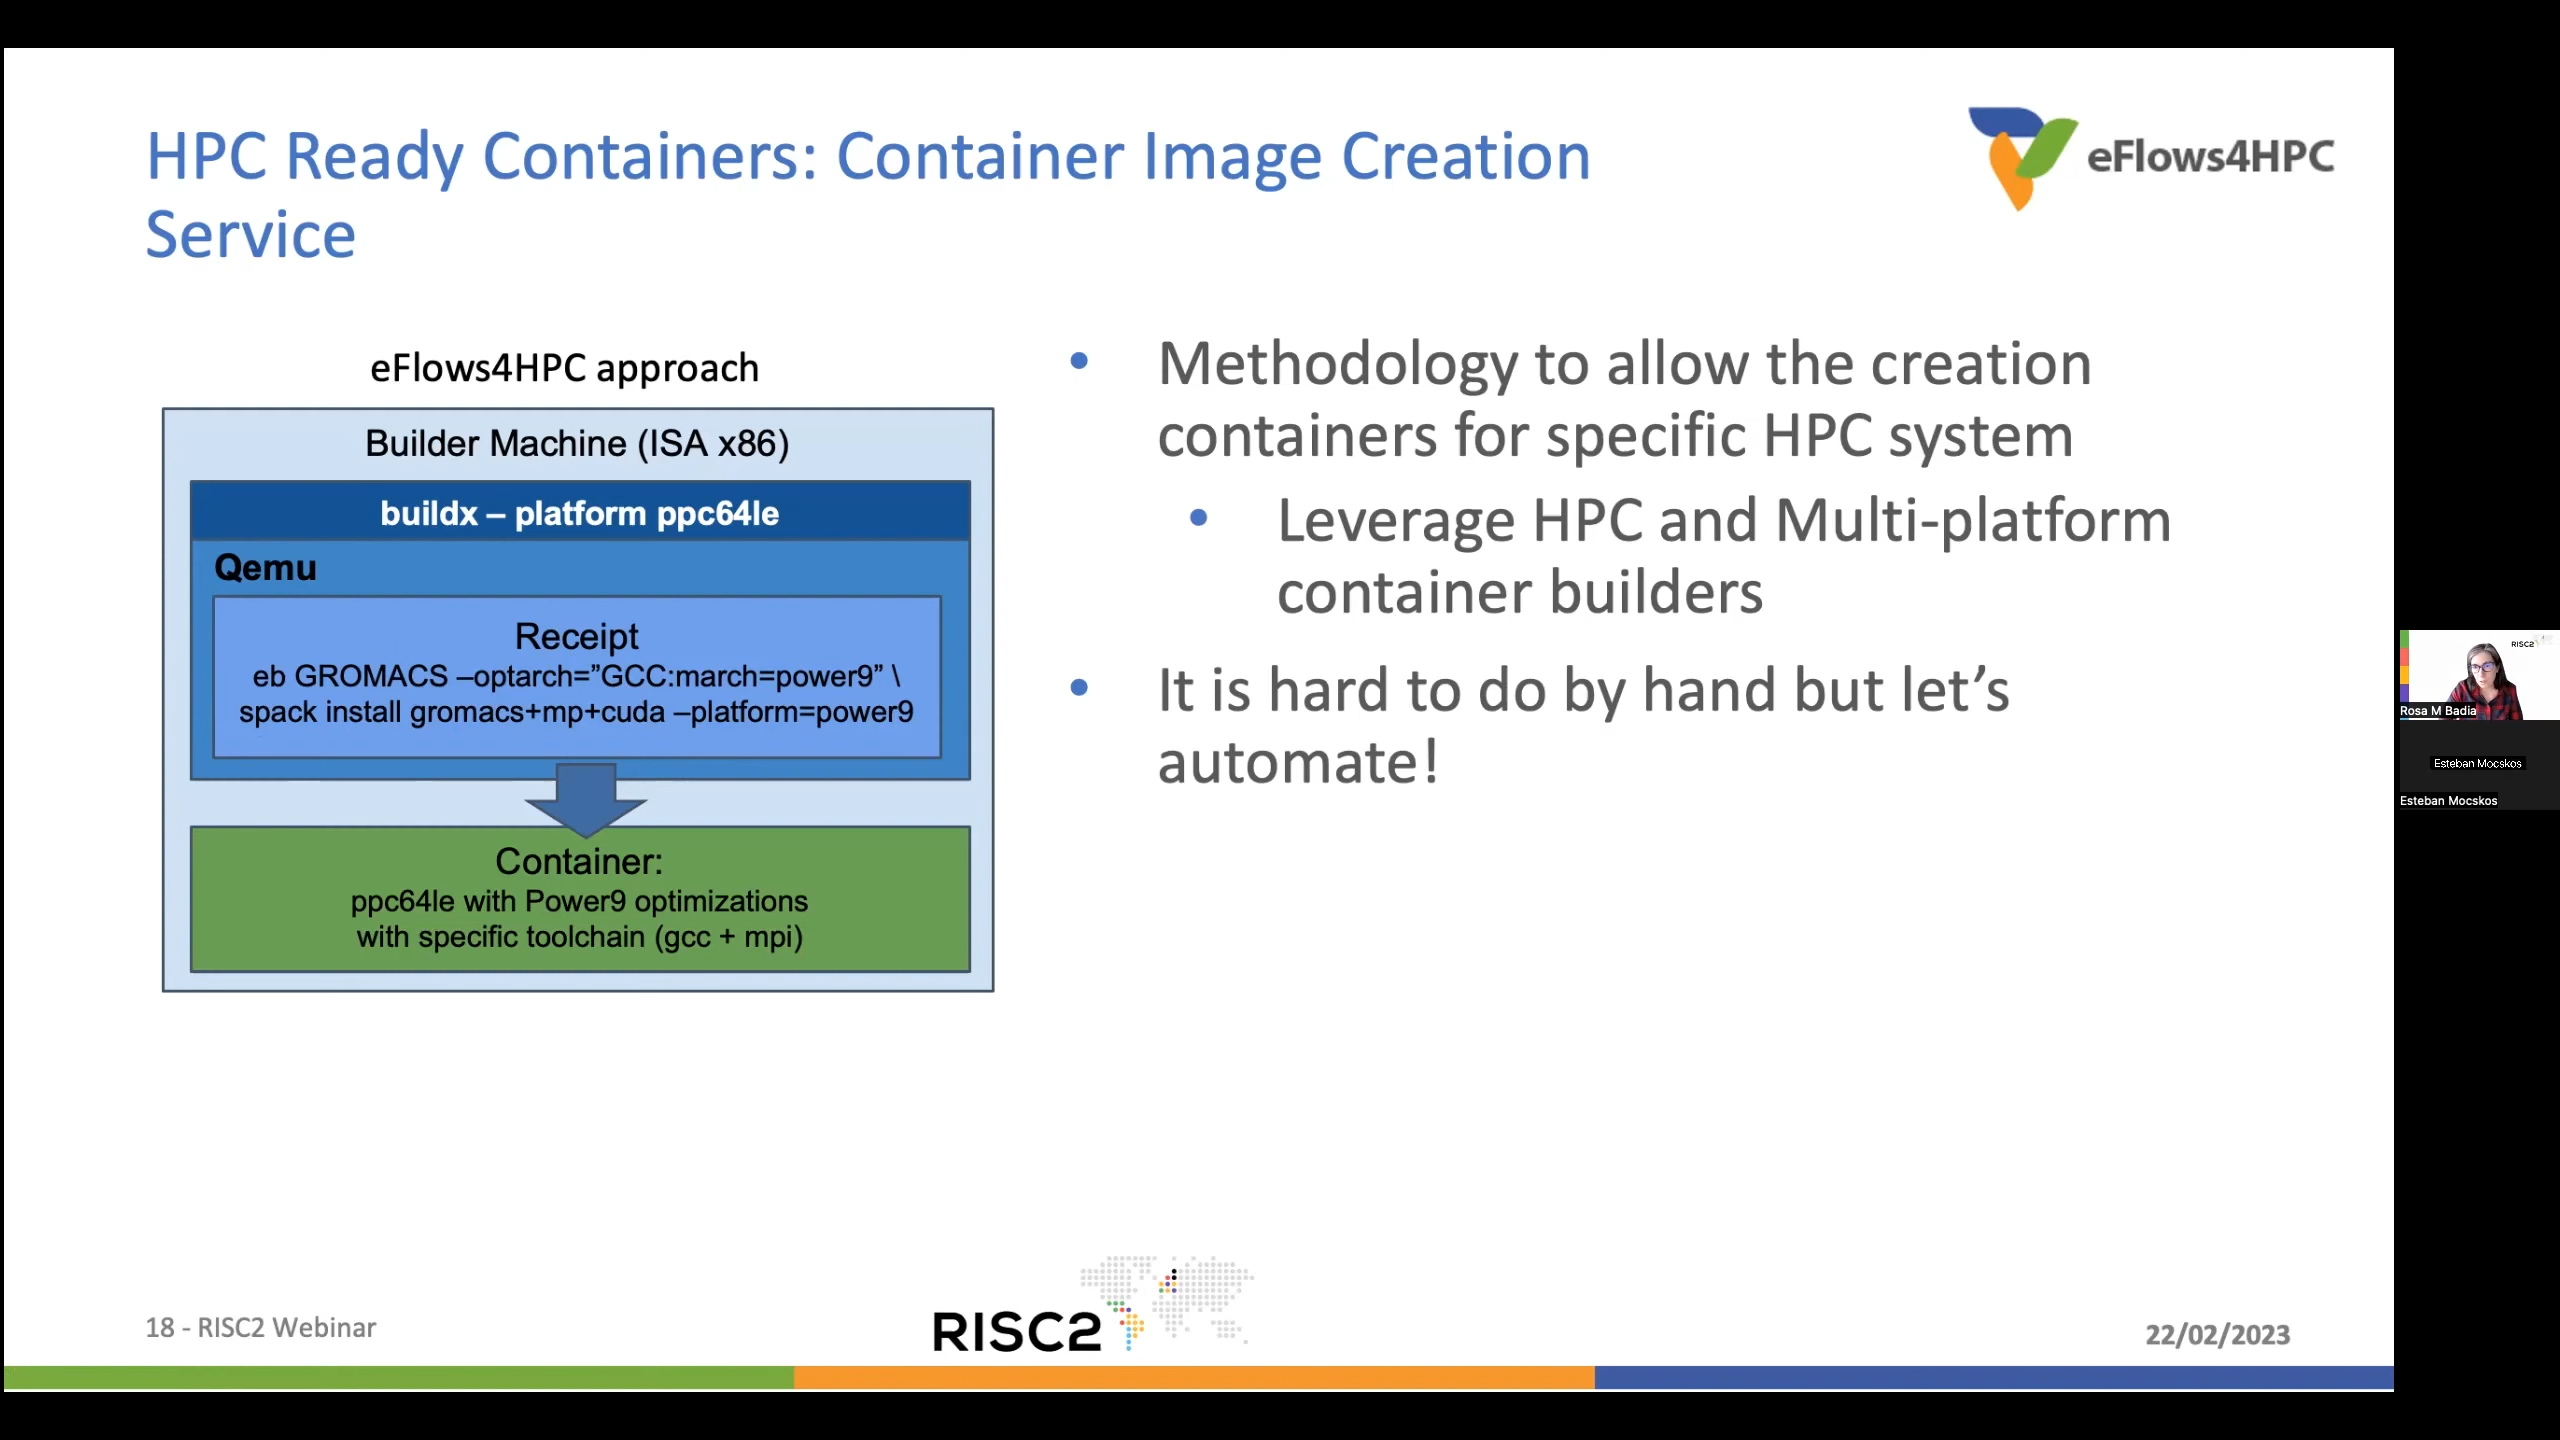 HPC Ready Containers: Container Image Creation
Service
eFlows4HPC
eFlows4HPC approach
Builder Machine (ISA x86)
buildx – platform ppc64le
Qemu
Receipt
eb GROMACS –optarch=”GCC:march=power9” \
spack install gromacs+mp+cuda –platform=power9
Container:
ppc64le with Power9 optimizations
with specific toolchain (gcc + mpi)
• Methodology to allow the creation
containers for specific HPC system
• Leverage HPC and Multi-platform
container builders
• It is hard to do by hand but let’s
automate!
RISC2
Rosa M Badia
Esteban Mocskos
Esteban Mocskos
18 - RISC2 Webinar
RISC2
22/02/2023